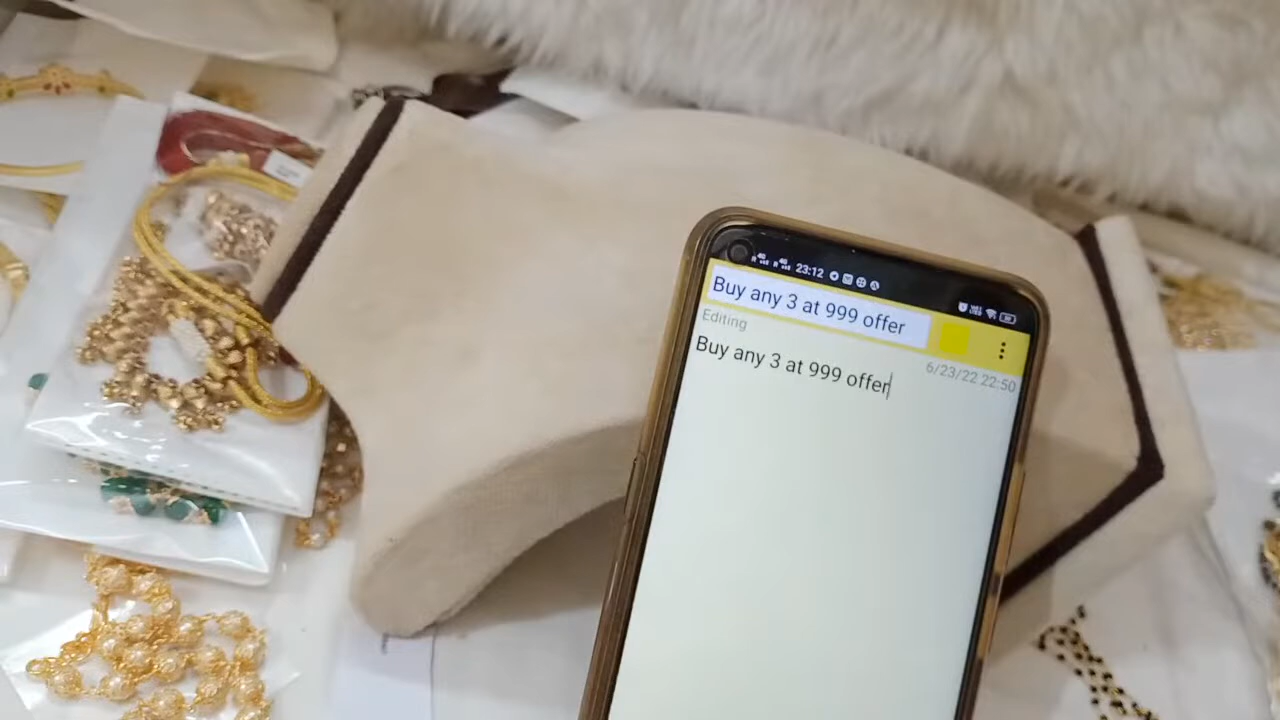 23:12
Buy any 3 at 999 offer
Editing
6/23/22 22:50
Buy any 3 at 999 offer